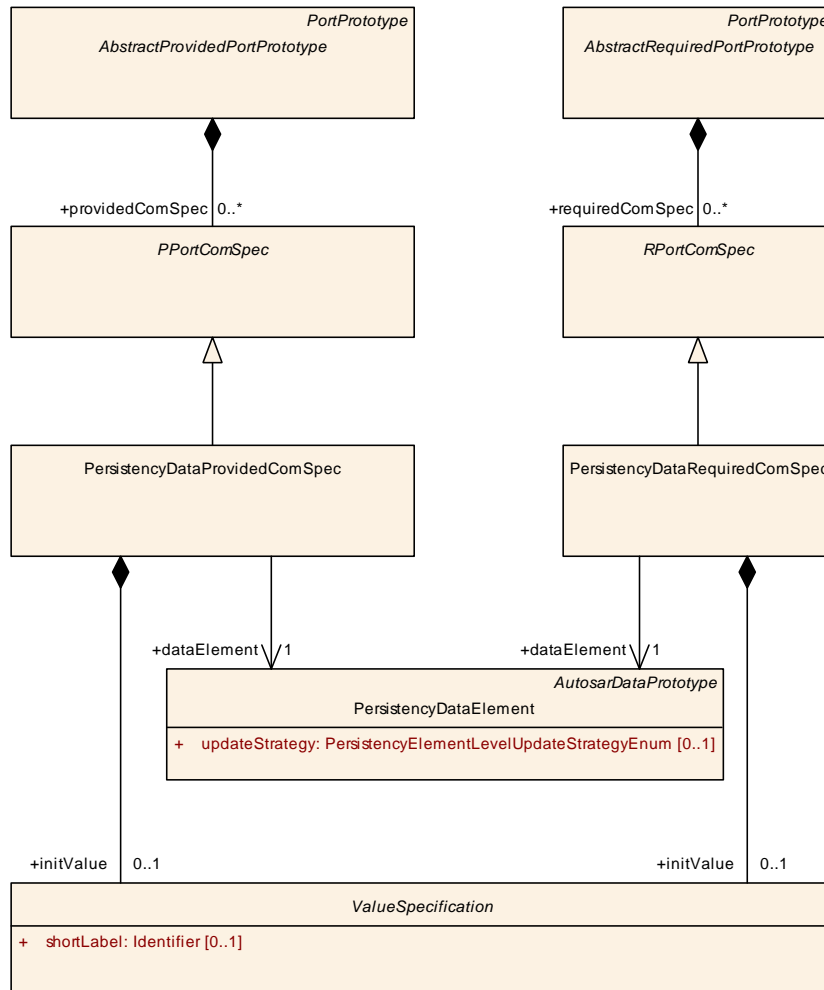 PortPrototype
AbstractProvidedPortPrototype
PortPrototype
AbstractRequiredPortPrototype
+providedComSpec 0..*
+requiredComSpec 0..*
PPortComSpec
RPortComSpec
PersistencyDataProvidedComSpec
PersistencyDataRequiredComSpec
+dataElement 1
+dataElement 1
AutosarDataPrototype
PersistencyDataElement
+ updateStrategy: PersistencyElementLevelUpdateStrategyEnum [0..1]
+initValue 0..1
+initValue 0..1
ValueSpecification
+ shortLabel: Identifier [0..1]